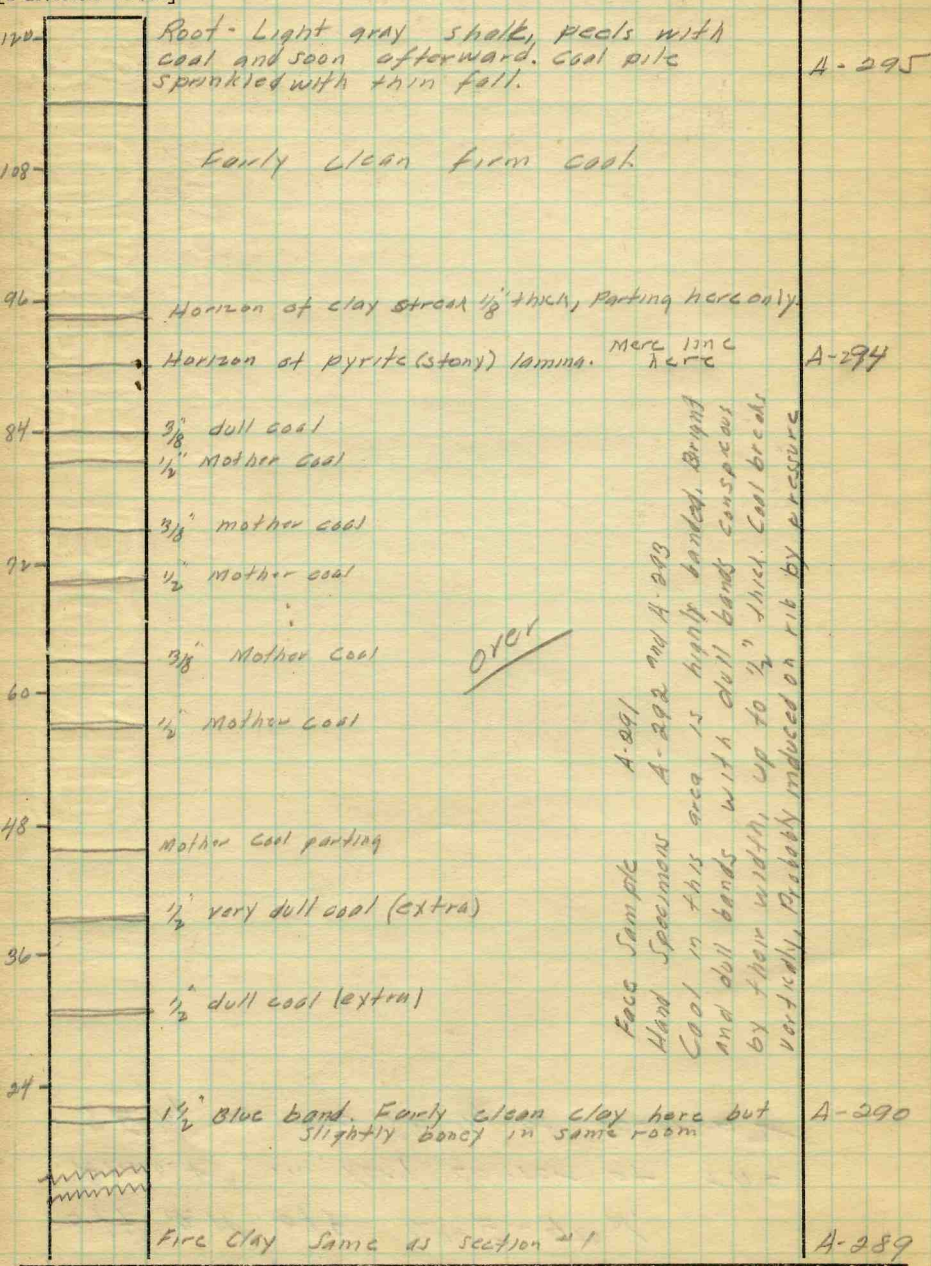 120
Roof - Light gray shale, peels with
coal and soon afterward. Coal pile
sprinkled with thin fall.
A-295
108
Fairly clean firm coal.
96
Horizon of clay streak 1/8" thick, Parting here only.
Horizon of pyrite (stony) lamina. Mere line
here
A-294
84
3/8" dull coal
1/2" Mother coal
3/8" mother coal
72
1/2" Mother coal
3/8" Mother coal
over
60
1/2" Mother coal
48
Mother coal parting
1/2" very dull coal (extra)
36
1/2" dull coal (extra)
Face Sample A-291
Hand Specimens A-292 and A-293
Coal in this area is highly banded. Bright
and dull bands with dull bands conspicous
by their width, up to 1/2" thick. Coal breaks
vertically, Probably induced on rib by pressure
24
1 1/2" Blue band. Fairly clean clay here but
slightly boney in same room
A-290
Fire Clay Same as section #1
A-289